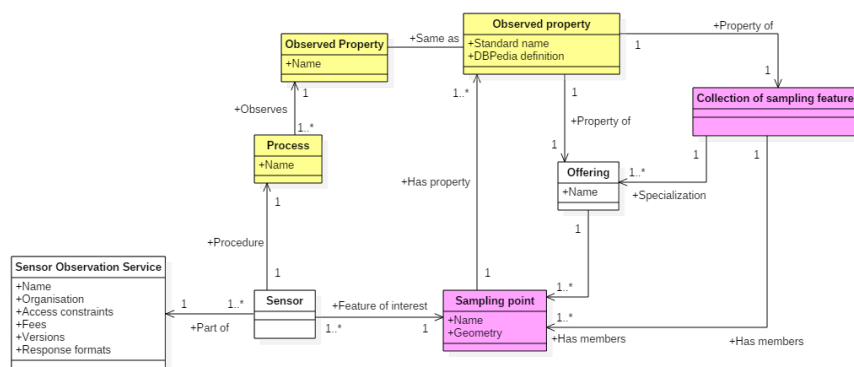 Observed property
+Property of
Observed Property
+Same as
+Standard name
1
+Name
+DBPedia definition
1
1
1..*
1
Collection of sampling feature
+Observes
+Property of
1..*
Process
1
1
1
+Name
1
Offering
1..*
+Has property
+Name
+Specialization
1
1
+Procedure
Sensor Observation Service
1
1
1..*
+Name
1
1..*
Sensor
+Feature of interest
Sampling point
+Organisation
+Access constraints
+Name
1..*
+Fees
+Part of
1..*
1
+Geometry
+Versions
+Has members
+Has members
+Response formats